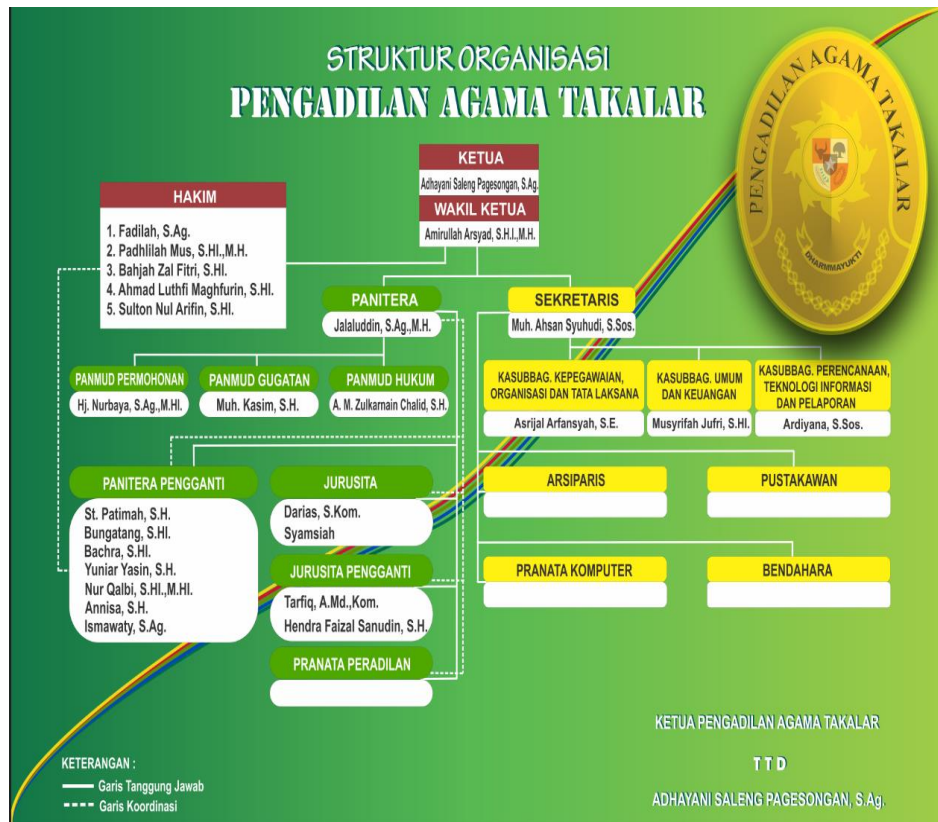 STRUKTUR ORGANISASI
PENGADILAN AGAMA TAKALAR
PENGADILAN AGAMA TAKALAR
DHARMMAYUKTI
KETUA
Adhayani Saleng Pagesongan, S.Ag.
WAKIL KETUA
Amirullah Arsyad, S.H.I.,M.H.
HAKIM
1. Fadilah, S.Ag.
2. Padhlilah Mus, S.HI.,M.H.
3. Bahjah Zal Fitri, S.HI.
4. Ahmad Luthfi Maghfurin, S.HI.
5. Sulton Nul Arifin, S.HI.
PANITERA
Jalaluddin, S.Ag.,M.H.
SEKRETARIS
Muh. Ahsan Syuhudi, S.Sos.
PANMUD PERMOHONAN
Hj. Nurbaya, S.Ag.,M.HI.
PANMUD GUGATAN
Muh. Kasim, S.H.
PANMUD HUKUM
A. M. Zulkarnain Chalid, S.H.
KASUBBAG. KEPEGAWAIAN,
ORGANISASI DAN TATA LAKSANA
Asrijal Arfansyah, S.E.
KASUBBAG. UMUM
DAN KEUANGAN
Musyrifah Jufri, S.HI.
KASUBBAG. PERENCANAAN,
TEKNOLOGI INFORMASI
DAN PELAPORAN
Ardiyana, S.Sos.
PANITERA PENGGANTI
St. Patimah, S.H.
Bungatang, S.HI.
Bachra, S.HI.
Yuniar Yasin, S.H.
Nur Qalbi, S.HI.,M.HI.
Annisa, S.H.
Ismawaty, S.Ag.
JURUSITA
Darias, S.Kom.
Syamsiah
JURUSITA PENGGANTI
Tarfiq, A.Md.,Kom.
Hendra Faizal Sanudin, S.H.
PRANATA PERADILAN
ARSIPARIS
PUSTAKAWAN
PRANATA KOMPUTER
BENDAHARA
KETERANGAN :
Garis Tanggung Jawab
Garis Koordinasi
KETUA PENGADILAN AGAMA TAKALAR
T T D
ADHAYANI SALENG PAGESONGAN, S.Ag.